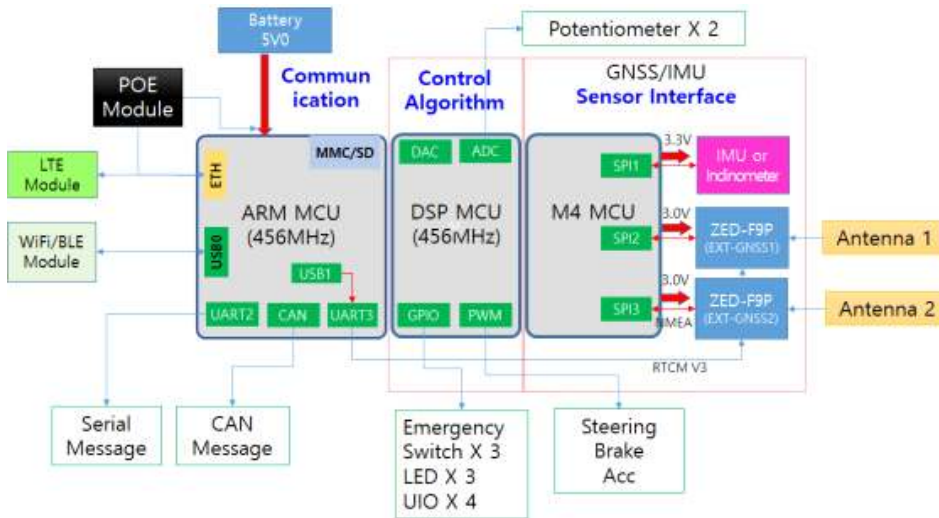 Battery
5V0
Potentiometer X 2
Commun
ication
Control
Algorithm
GNSS/IMU
Sensor Interface
POE
Module
MMC/SD
DAC
ADC
3.3V
SPI1
IMU or
Inclinometer
LTE
Module
ETH
ARM MCU
(456MHz)
DSP MCU
(456MHz)
M4 MCU
3.0V
SPI2
ZED-F9P
(EXT-GNSS1)
Antenna 1
WiFi/BLE
Module
USB0
USB1
3.0V
SPI3
NMEA
ZED-F9P
(EXT-GNSS2)
Antenna 2
UART2
CAN
UART3
GPIO
PWM
RTCM V3
Serial
Message
CAN
Message
Emergency
Switch X 3
LED X 3
UIO X 4
Steering
Brake
Acc